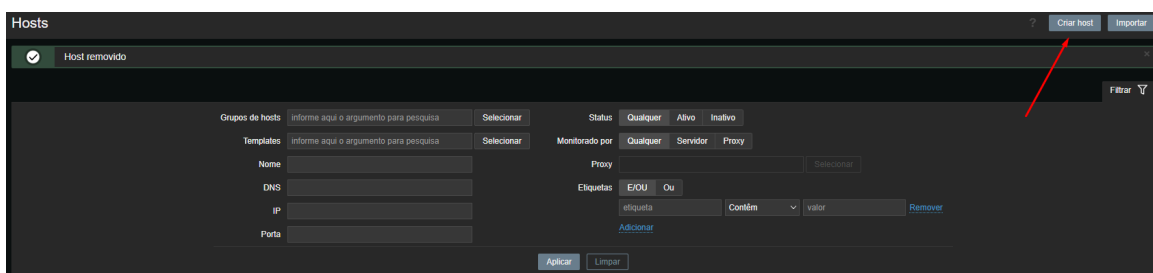 Hosts ? Criar host Importar
Host removido ×
Filtrar
Grupos de hosts informe aqui o argumento para pesquisa Selecionar Status Qualquer Ativo Inativo
Templates informe aqui o argumento para pesquisa Selecionar Monitorado por Qualquer Servidor Proxy
Nome Proxy Selecionar
DNS Etiquetas E/OU Ou
IP etiqueta Contêm valor Remover
Porta Adicionar
Aplicar Limpar